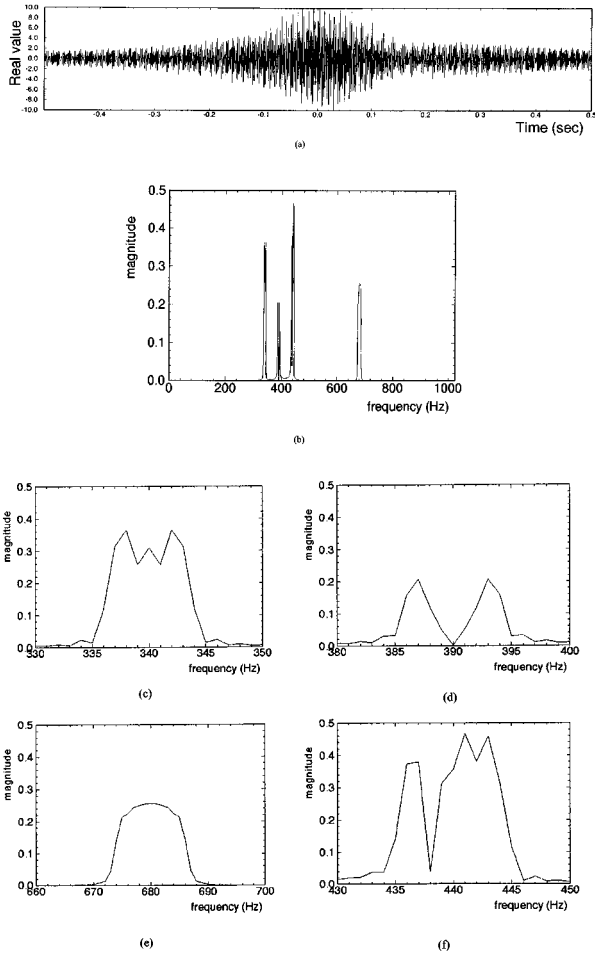 10.0
8.0
6.0
4.0
2.0
0.0
-2.0
-4.0
-6.0
-8.0
-10.0
Real value
-0.4 -0.3 -0.2 -0.1 0.0 0.1 0.2 0.3 0.4 0.5
Time (sec)
(a)
0.5
0.4
0.3
0.2
0.1
0.0
magnitude
0 200 400 600 800 1000
frequency (Hz)
(b)
0.5
0.4
0.3
0.2
0.1
0.0
magnitude
330 335 340 345 350
frequency (Hz)
(c)
0.5
0.4
0.3
0.2
0.1
0.0
magnitude
380 385 390 395 400
frequency (Hz)
(d)
0.5
0.4
0.3
0.2
0.1
0.0
magnitude
660 670 680 690 700
frequency (Hz)
(e)
0.5
0.4
0.3
0.2
0.1
0.0
magnitude
430 435 440 445 450
frequency (Hz)
(f)